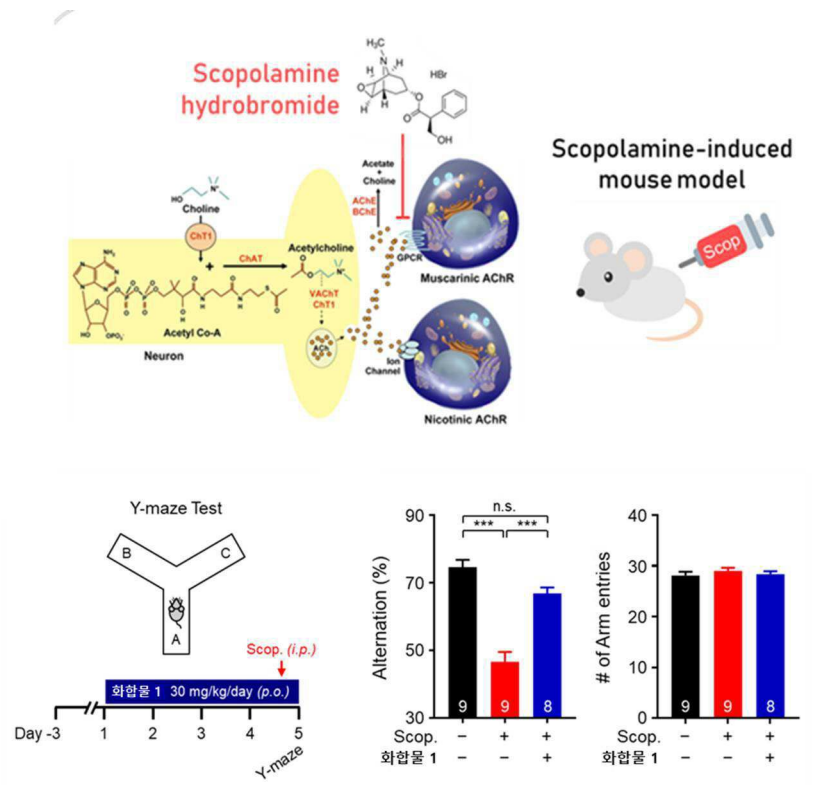 Scopolamine
hydrobromide
H₃C
N
H
H
O
H
H
O
O
OH
HBr
Scopolamine-induced
mouse model
Scop
Acetate
+
Choline
AChE
BChE
GPCR
Muscarinic AChR
HO
N⁺
Choline
ChT1
+
ChAT
Acetylcholine
VAChT
ChT1
ACh
Acetyl Co-A
Neuron
Ion
Channel
Nicotinic AChR
Y-maze Test
B
C
A
Scop. (i.p.)
화합물 1 30 mg/kg/day (p.o.)
Day -3 1 2 3 4 5
Y-maze
Alternation (%)
90
70
50
30
n.s.
*** ***
9 9 8
Scop. − + +
화합물 1 − − +
# of Arm entries
40
30
20
10
0
9 9 8
Scop. − + +
화합물 1 − − +